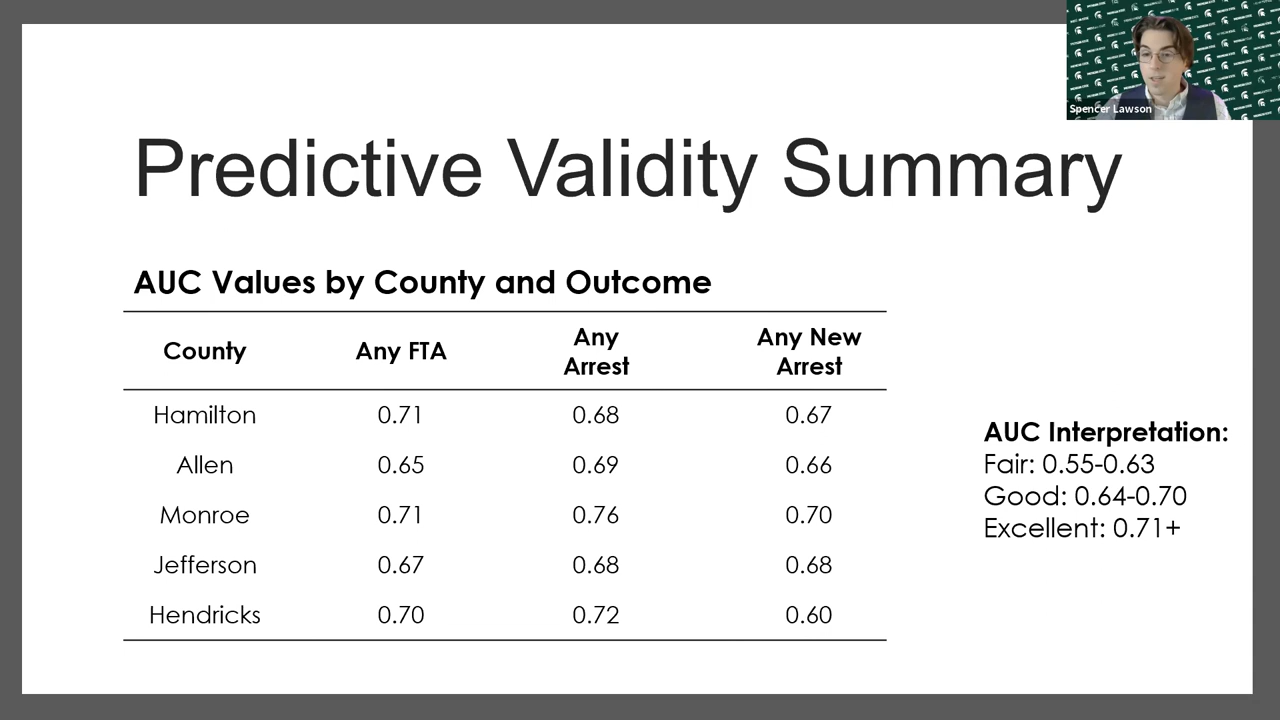 Spencer Lawson
Predictive Validity Summary
AUC Values by County and Outcome
County Any FTA Any Arrest Any New Arrest
Hamilton 0.71 0.68 0.67
Allen 0.65 0.69 0.66
Monroe 0.71 0.76 0.70
Jefferson 0.67 0.68 0.68
Hendricks 0.70 0.72 0.60
AUC Interpretation:
Fair: 0.55-0.63
Good: 0.64-0.70
Excellent: 0.71+